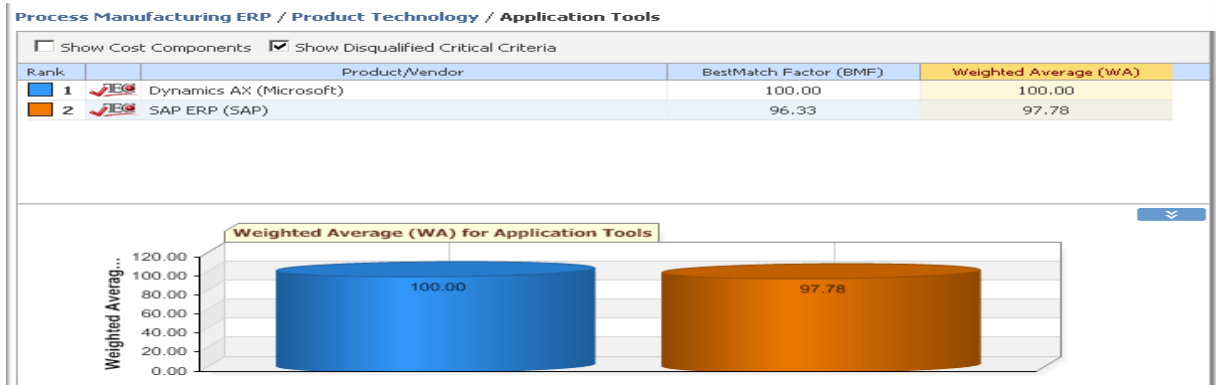 Process Manufacturing ERP / Product Technology / Application Tools
Show Cost Components Show Disqualified Critical Criteria
Rank Product/Vendor BestMatch Factor (BMF) Weighted Average (WA)
1 TEC Dynamics AX (Microsoft) 100.00 100.00
2 TEC SAP ERP (SAP) 96.33 97.78
Weighted Average (WA) for Application Tools
Weighted Averag...
120.00
100.00
80.00
60.00
40.00
20.00
0.00
100.00
97.78